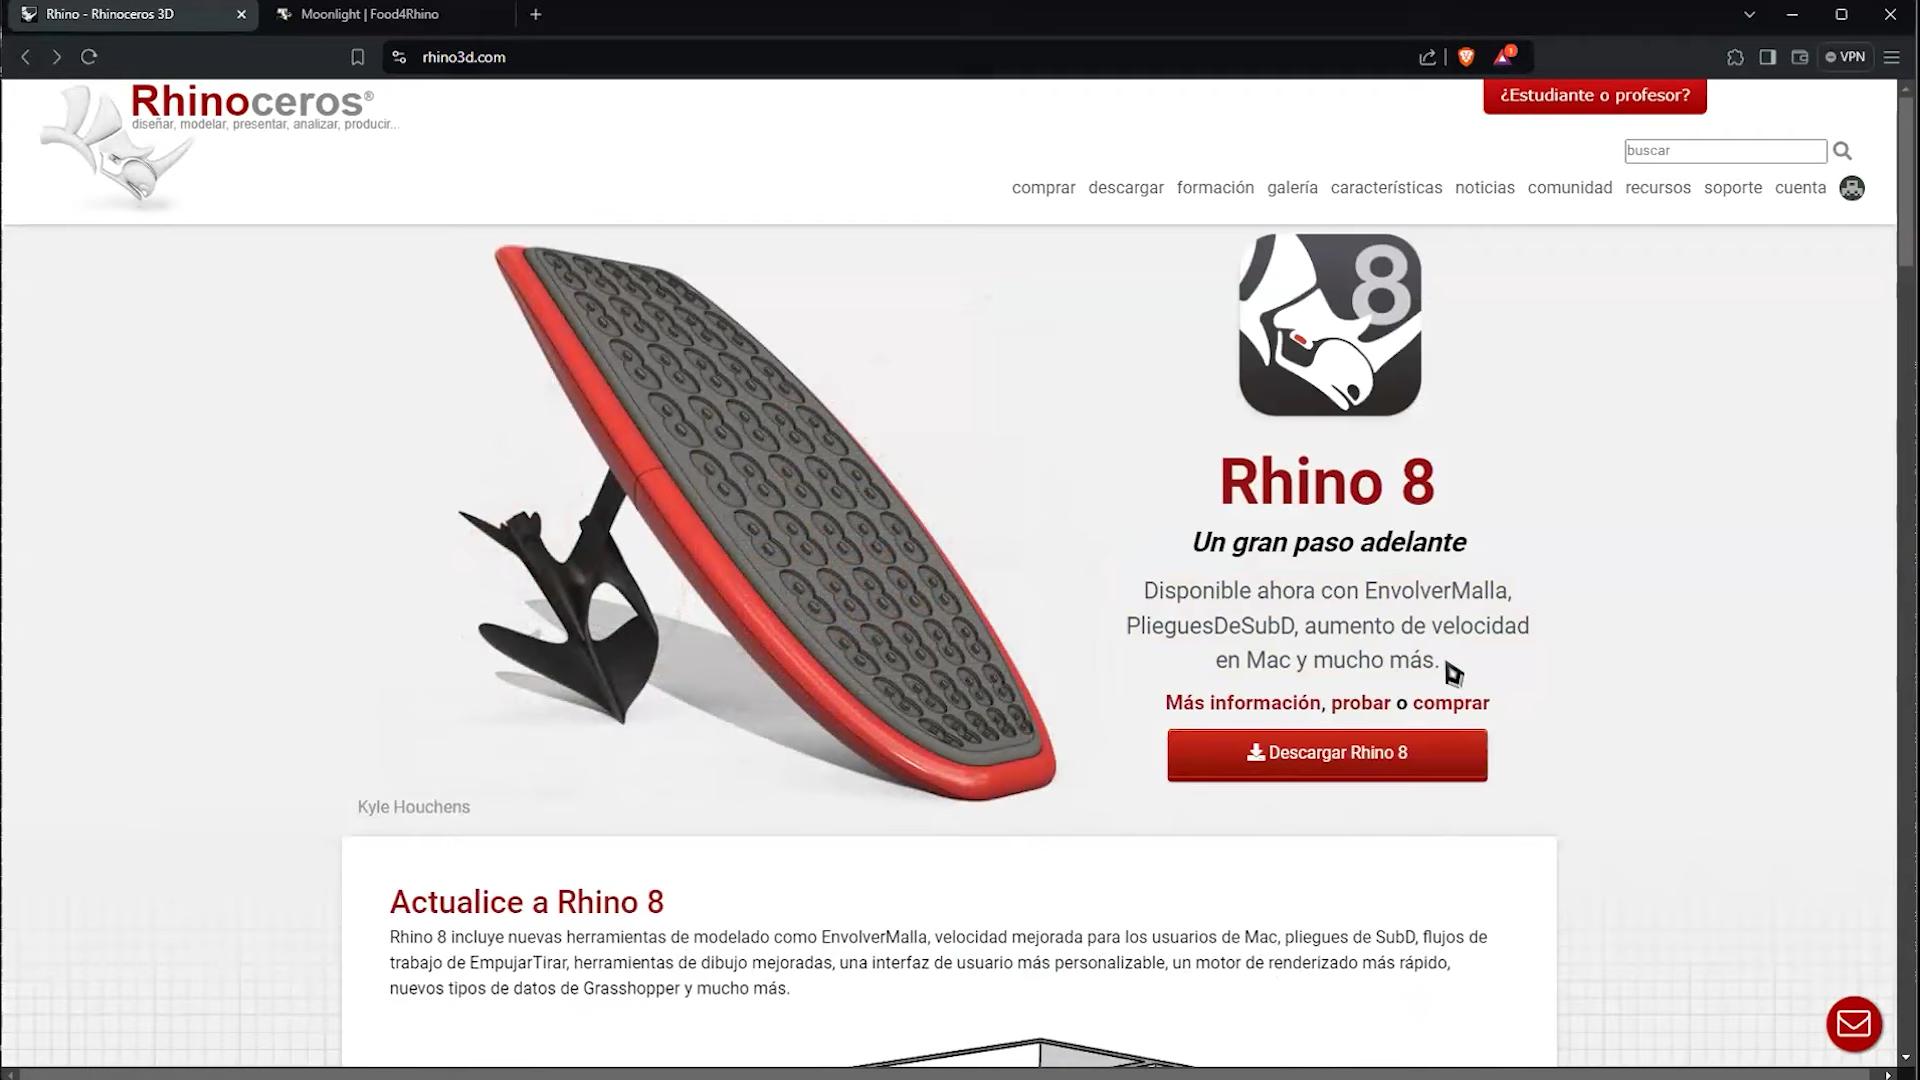 Rhino - Rhinoceros 3D
Moonlight | Food4Rhino
rhino3d.com
1
VPN
Rhinoceros®
diseñar, modelar, presentar, analizar, producir...
¿Estudiante o profesor?
buscar
comprar descargar formación galería características noticias comunidad recursos soporte cuenta
8
Rhino 8
Un gran paso adelante
Disponible ahora con EnvolverMalla,
PlieguesDeSubD, aumento de velocidad
en Mac y mucho más.
Más información, probar o comprar
Descargar Rhino 8
Kyle Houchens
Actualice a Rhino 8
Rhino 8 incluye nuevas herramientas de modelado como EnvolverMalla, velocidad mejorada para los usuarios de Mac, pliegues de SubD, flujos de
trabajo de EmpujarTirar, herramientas de dibujo mejoradas, una interfaz de usuario más personalizable, un motor de renderizado más rápido,
nuevos tipos de datos de Grasshopper y mucho más.